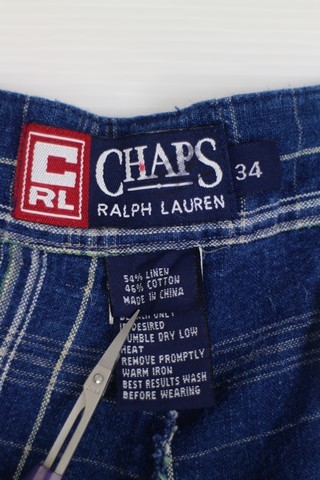 C
RL
CHAPS
RALPH LAUREN
34
54% LINEN
46% COTTON
MADE IN CHINA
IF DESIRED
TUMBLE DRY LOW
HEAT
REMOVE PROMPTLY
WARM IRON
BEST RESULTS WASH
BEFORE WEARING